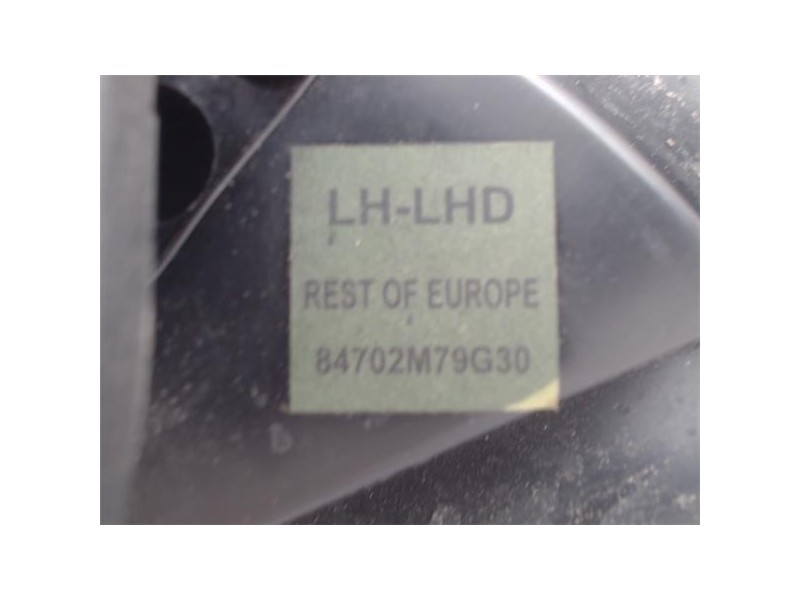 LH-LHD
REST OF EUROPE
84702M79G30